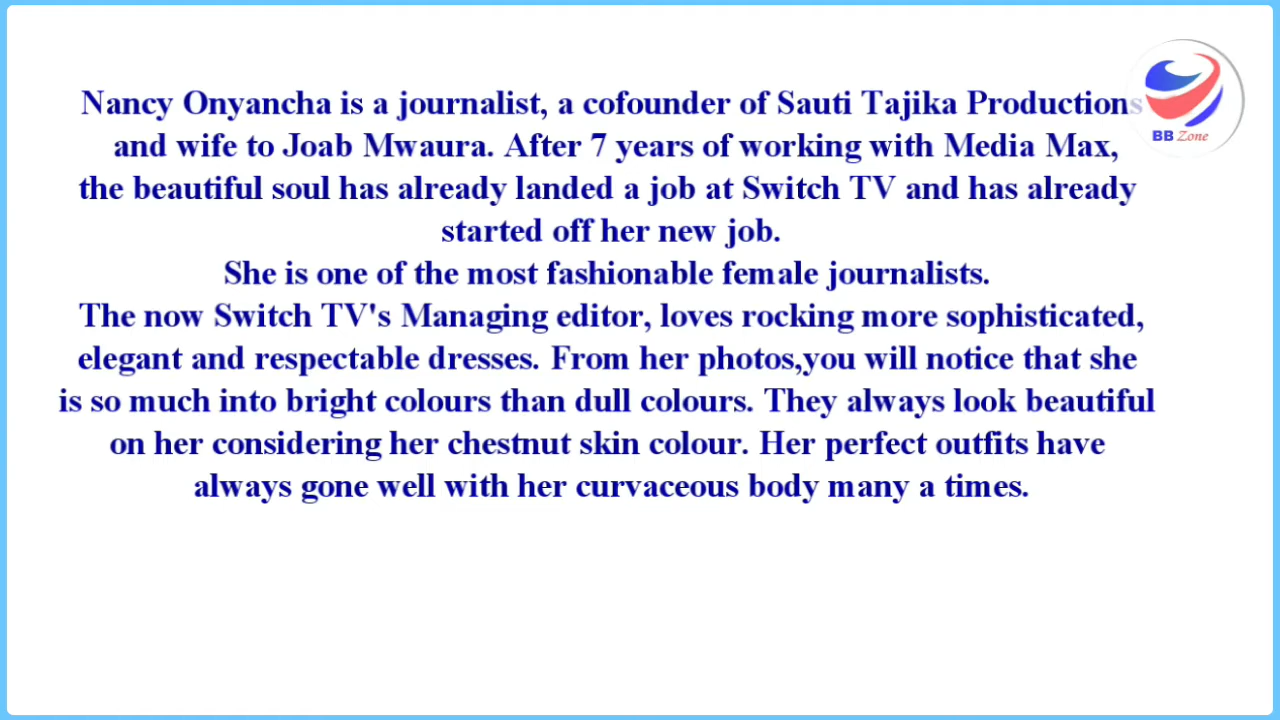 Nancy Onyancha is a journalist, a cofounder of Sauti Tajika Productions
and wife to Joab Mwaura. After 7 years of working with Media Max,
the beautiful soul has already landed a job at Switch TV and has already
started off her new job.
She is one of the most fashionable female journalists.
The now Switch TV's Managing editor, loves rocking more sophisticated,
elegant and respectable dresses. From her photos,you will notice that she
is so much into bright colours than dull colours. They always look beautiful
on her considering her chestnut skin colour. Her perfect outfits have
always gone well with her curvaceous body many a times.
BB Zone